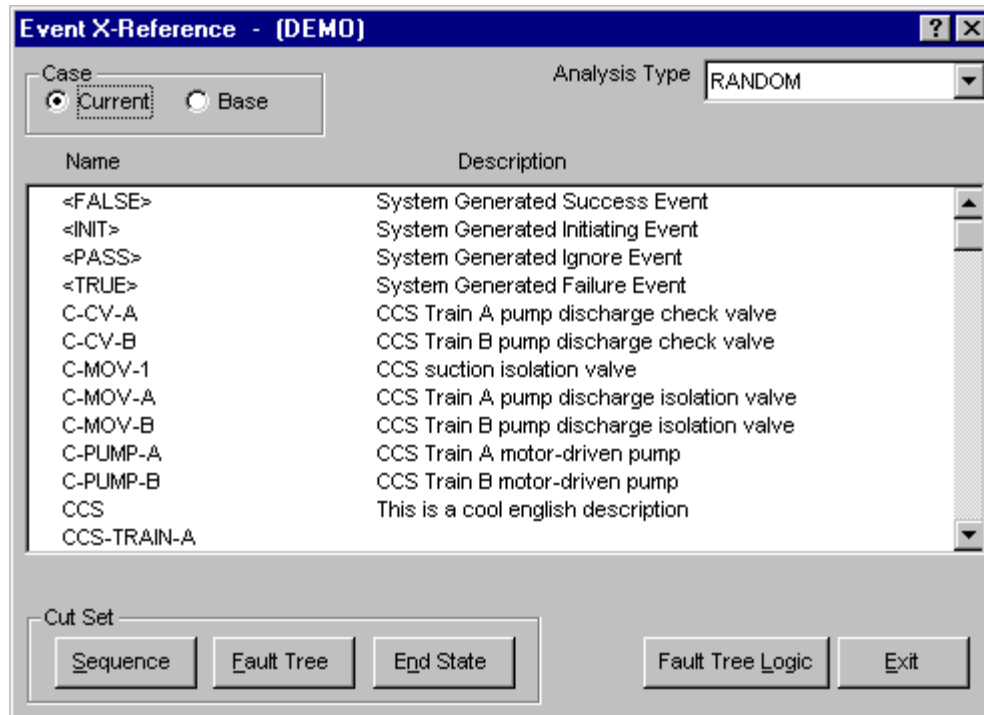 Event X-Reference - (DEMO)
Case
Current Base
Analysis Type RANDOM
Name Description
<FALSE> System Generated Success Event
<INIT> System Generated Initiating Event
<PASS> System Generated Ignore Event
<TRUE> System Generated Failure Event
C-CV-A CCS Train A pump discharge check valve
C-CV-B CCS Train B pump discharge check valve
C-MOV-1 CCS suction isolation valve
C-MOV-A CCS Train A pump discharge isolation valve
C-MOV-B CCS Train B pump discharge isolation valve
C-PUMP-A CCS Train A motor-driven pump
C-PUMP-B CCS Train B motor-driven pump
CCS This is a cool english description
CCS-TRAIN-A
Cut Set
Sequence Fault Tree End State Fault Tree Logic Exit